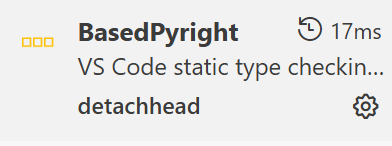 BasedPyright 17ms
VS Code static type checkin...
detachhead